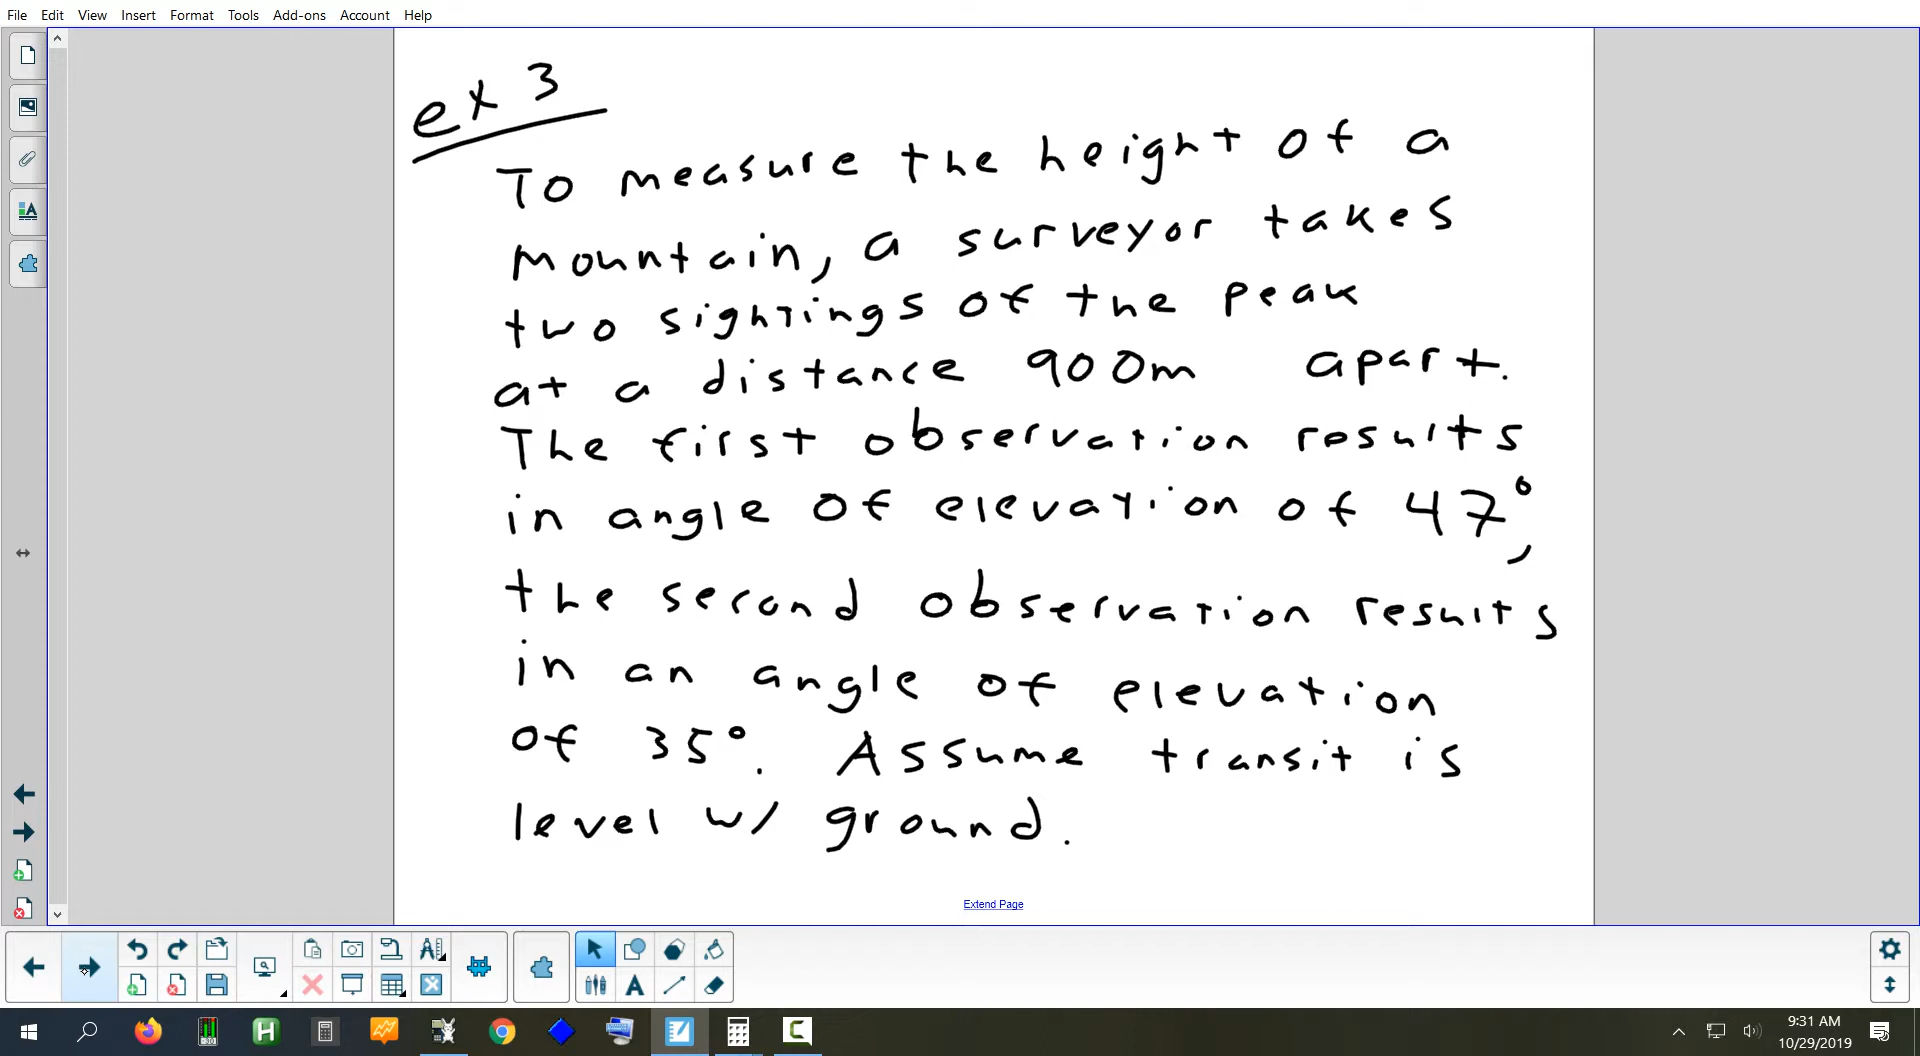 File Edit View Insert Format Tools Add-ons Account Help
ex 3
To measure the height of a
mountain, a surveyor takes
two sightings of the peak
at a distance 900m apart.
The first observation results
in angle of elevation of 47°,
the second observation results
in an angle of elevation
of 35°. Assume transit is
level w/ ground.
Extend Page
9:31 AM
10/29/2019